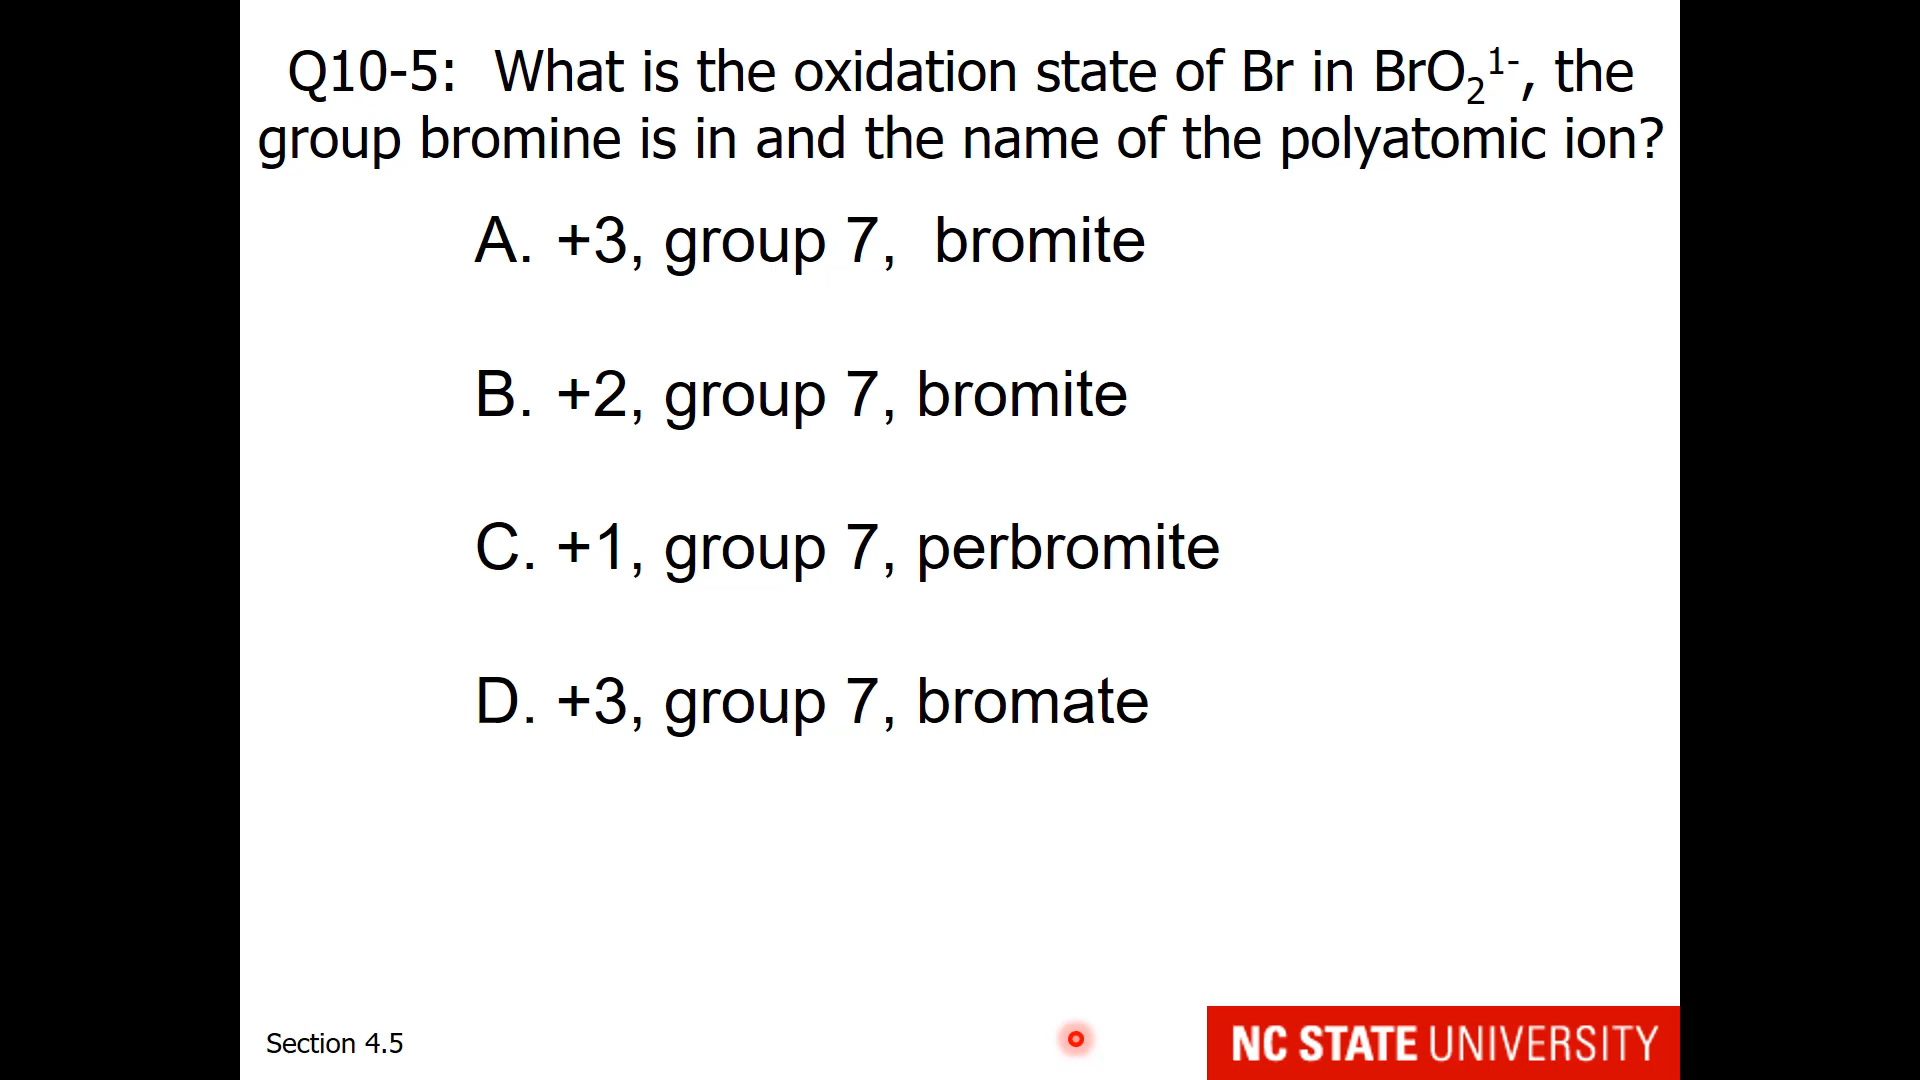 Q10-5:  What is the oxidation state of Br in BrO₂¹⁻, the
group bromine is in and the name of the polyatomic ion?
A. +3, group 7,  bromite
B. +2, group 7, bromite
C. +1, group 7, perbromite
D. +3, group 7, bromate
Section 4.5
NC STATE UNIVERSITY